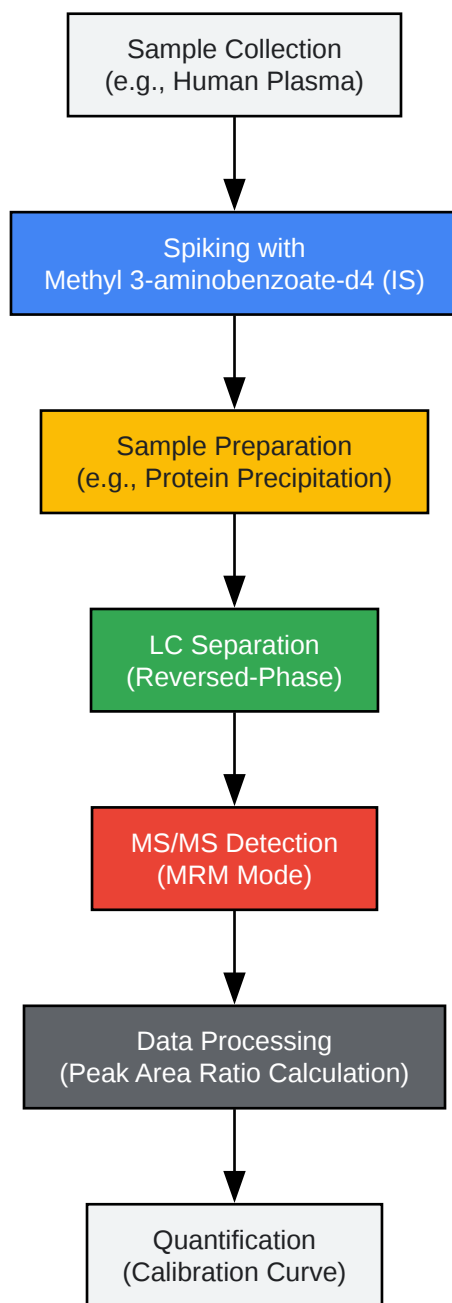 Sample Collection
(e.g., Human Plasma)
Spiking with
Methyl 3-aminobenzoate-d4 (IS)
Sample Preparation
(e.g., Protein Precipitation)
LC Separation
(Reversed-Phase)
MS/MS Detection
(MRM Mode)
Data Processing
(Peak Area Ratio Calculation)
Quantification
(Calibration Curve)